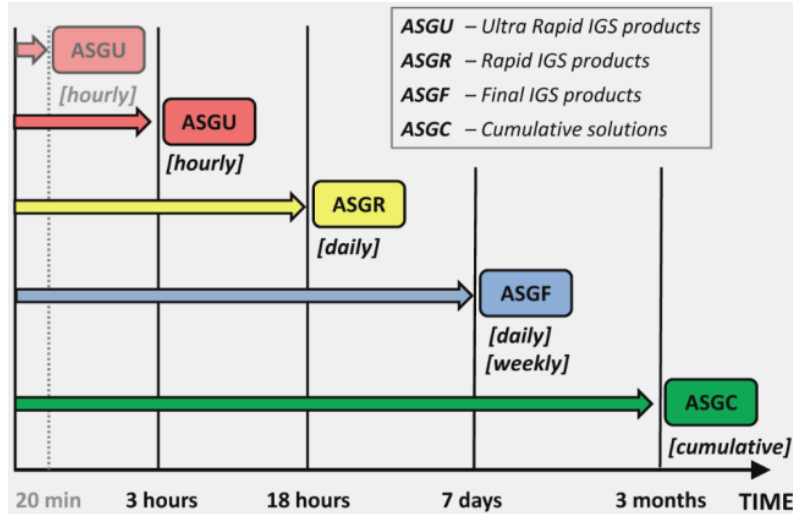 ASGU
[hourly]
ASGU – Ultra Rapid IGS products
ASGR – Rapid IGS products
ASGF – Final IGS products
ASGC – Cumulative solutions
ASGU
[hourly]
ASGR
[daily]
ASGF
[daily]
[weekly]
ASGC
[cumulative]
20 min 3 hours 18 hours 7 days 3 months TIME